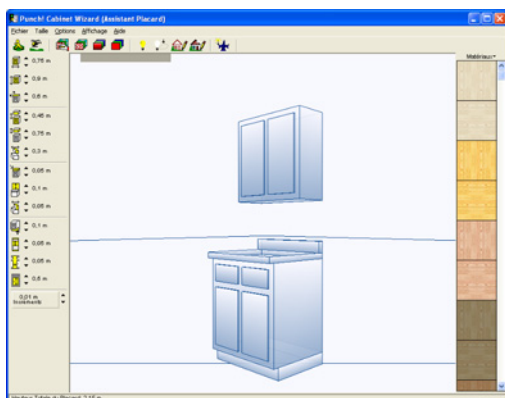 Punch! Cabinet Wizard (Assistant Placard)
Fichier Taille Options Affichage Aide
Matériaux
0,75 m
0,9 m
0,6 m
0,45 m
0,75 m
0,3 m
0,05 m
0,1 m
0,05 m
0,1 m
0,05 m
0,05 m
0,6 m
0,01 m